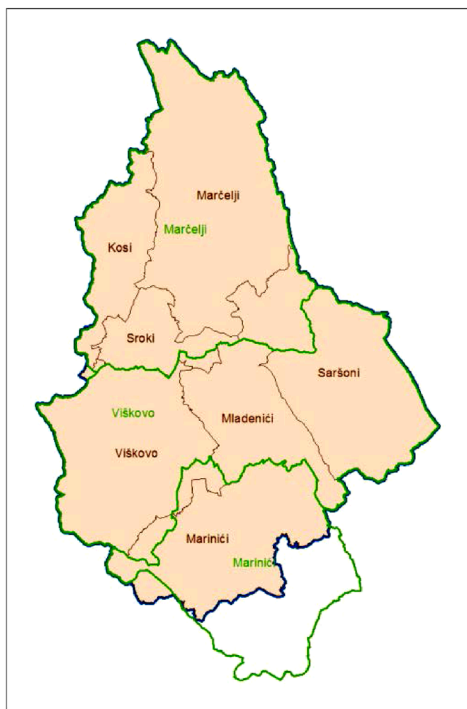 Marčelji
Marčelji
Kosi
Sroki
Saršoni
Viškovo
Mladenići
Viškovo
Marinići
Marinići